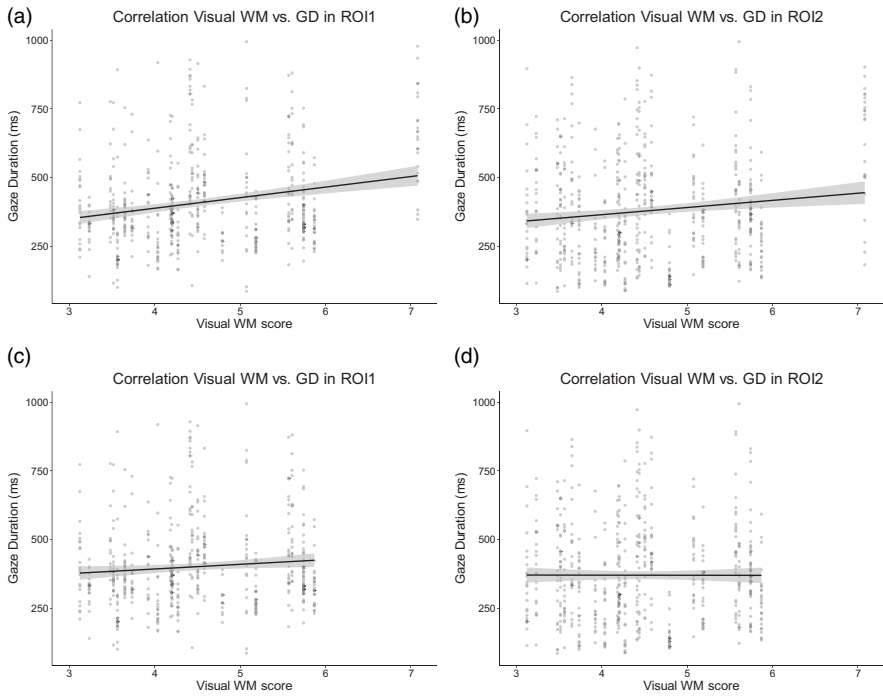 (a)
Correlation Visual WM vs. GD in ROI1
1000
750
500
250
Gaze Duration (ms)
3 4 5 6 7
Visual WM score
(b)
Correlation Visual WM vs. GD in ROI2
1000
750
500
250
Gaze Duration (ms)
3 4 5 6 7
Visual WM score
(c)
Correlation Visual WM vs. GD in ROI1
1000
750
500
250
Gaze Duration (ms)
3 4 5 6 7
Visual WM score
(d)
Correlation Visual WM vs. GD in ROI2
1000
750
500
250
Gaze Duration (ms)
3 4 5 6 7
Visual WM score